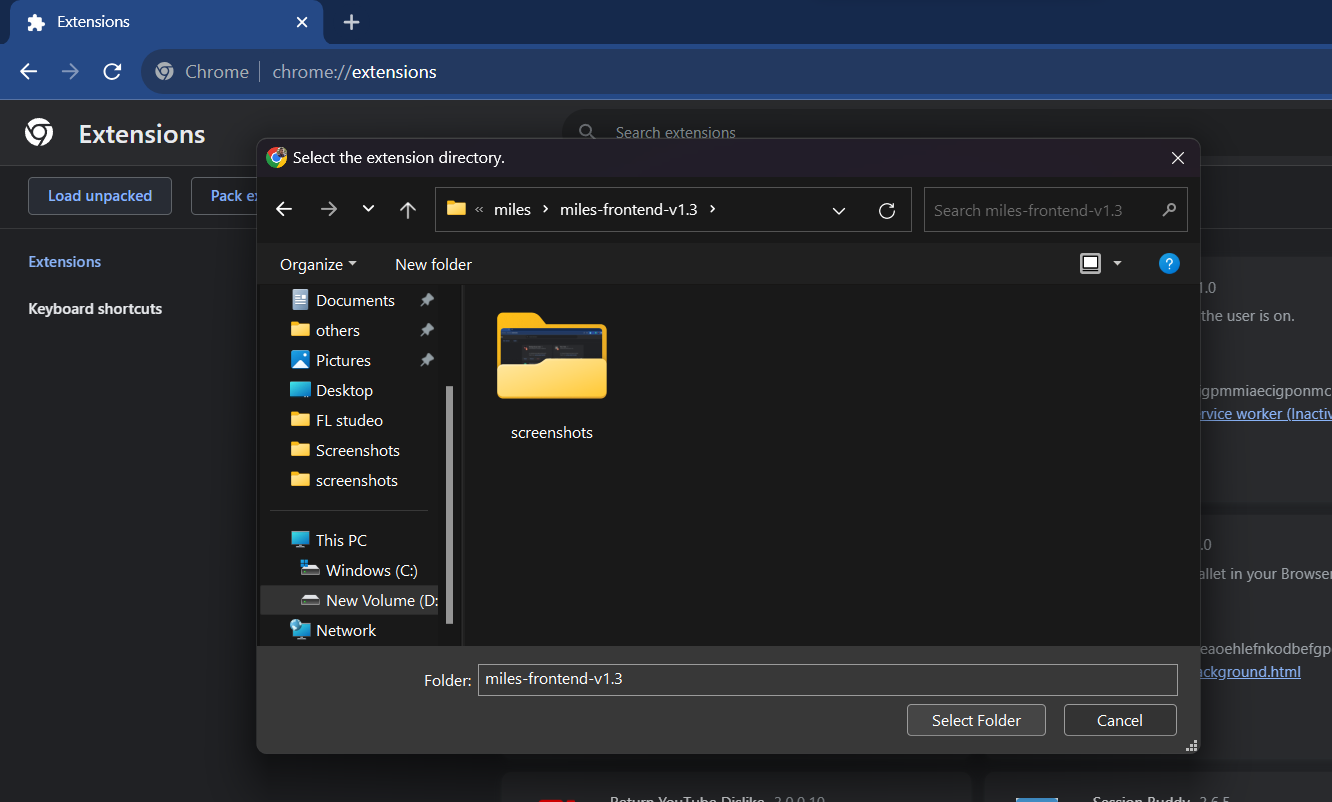 Extensions
Chrome
chrome://extensions
Extensions
Search extensions
Load unpacked
Pack
Extensions
Keyboard shortcuts
Select the extension directory.
« miles › miles-frontend-v1.3 ›
Search miles-frontend-v1.3
Organize
New folder
?
Documents
others
Pictures
Desktop
FL studeo
Screenshots
screenshots
This PC
Windows (C:)
New Volume (D:
Network
screenshots
Folder: miles-frontend-v1.3
Select Folder
Cancel
1.0
the user is on.
igpmmiaecigponmc
rvice worker (Inactiv
.0
allet in your Browser
eaoehlefnkodbefgp
ackground.html
Return YouTube Dislike 3.0.0.10
Session Buddy 3.6.5